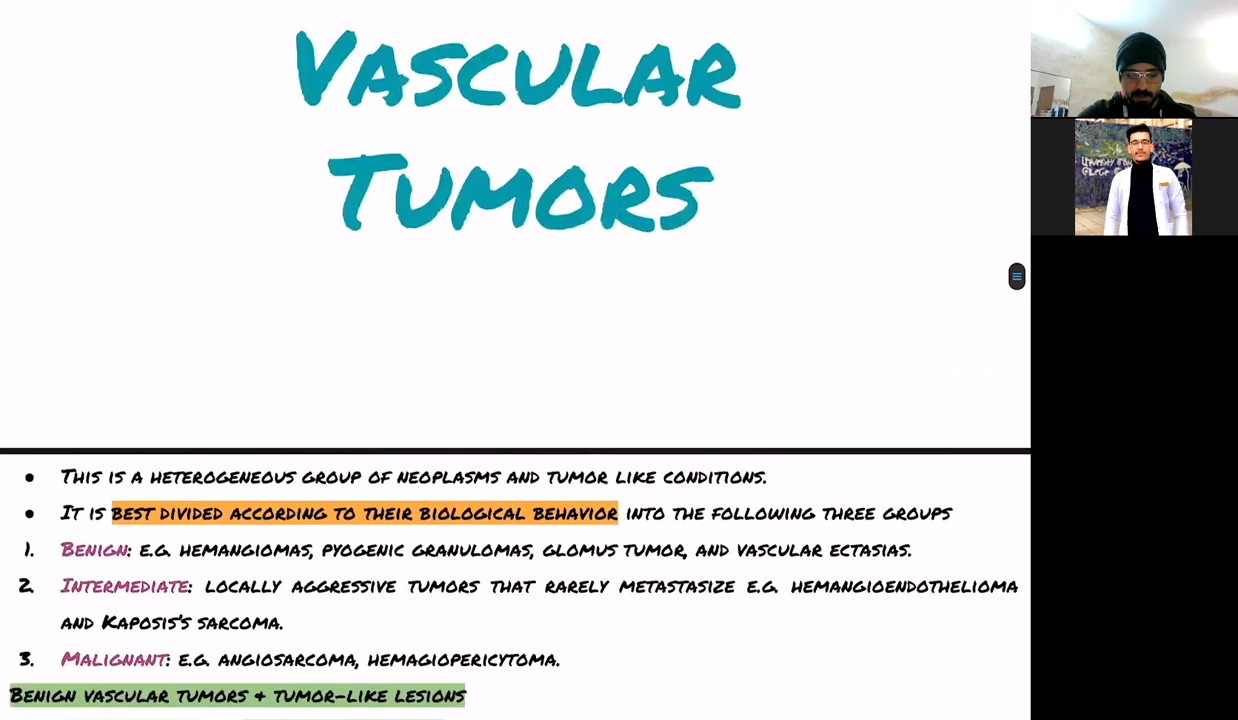 VASCULAR
TUMORS
• THIS IS A HETEROGENEOUS GROUP OF NEOPLASMS AND TUMOR LIKE CONDITIONS.
• IT IS BEST DIVIDED ACCORDING TO THEIR BIOLOGICAL BEHAVIOR INTO THE FOLLOWING THREE GROUPS
1. BENIGN: E.G. HEMANGIOMAS, PYOGENIC GRANULOMAS, GLOMUS TUMOR, AND VASCULAR ECTASIAS.
2. INTERMEDIATE: LOCALLY AGGRESSIVE TUMORS THAT RARELY METASTASIZE E.G. HEMANGIOENDOTHELIOMA
AND KAPOSIS'S SARCOMA.
3. MALIGNANT: E.G. ANGIOSARCOMA, HEMAGIOPERICYTOMA.
BENIGN VASCULAR TUMORS + TUMOR-LIKE LESIONS